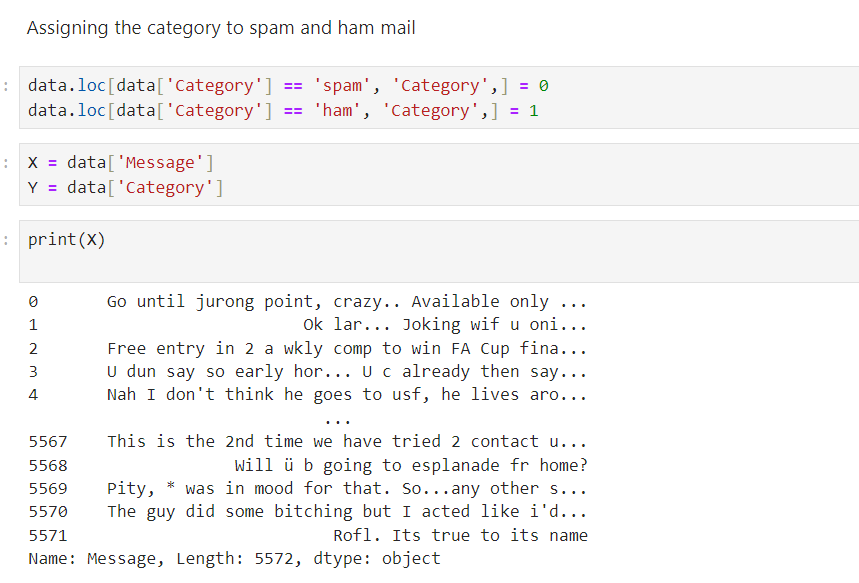 Assigning the category to spam and ham mail
: data.loc[data['Category'] == 'spam', 'Category',] = 0
data.loc[data['Category'] == 'ham', 'Category',] = 1
: X = data['Message']
Y = data['Category']
: print(X)
0 Go until jurong point, crazy.. Available only ...
1 Ok lar... Joking wif u oni...
2 Free entry in 2 a wkly comp to win FA Cup fina...
3 U dun say so early hor... U c already then say...
4 Nah I don't think he goes to usf, he lives aro...
...
5567 This is the 2nd time we have tried 2 contact u...
5568 Will ü b going to esplanade fr home?
5569 Pity, * was in mood for that. So...any other s...
5570 The guy did some bitching but I acted like i'd...
5571 Rofl. Its true to its name
Name: Message, Length: 5572, dtype: object